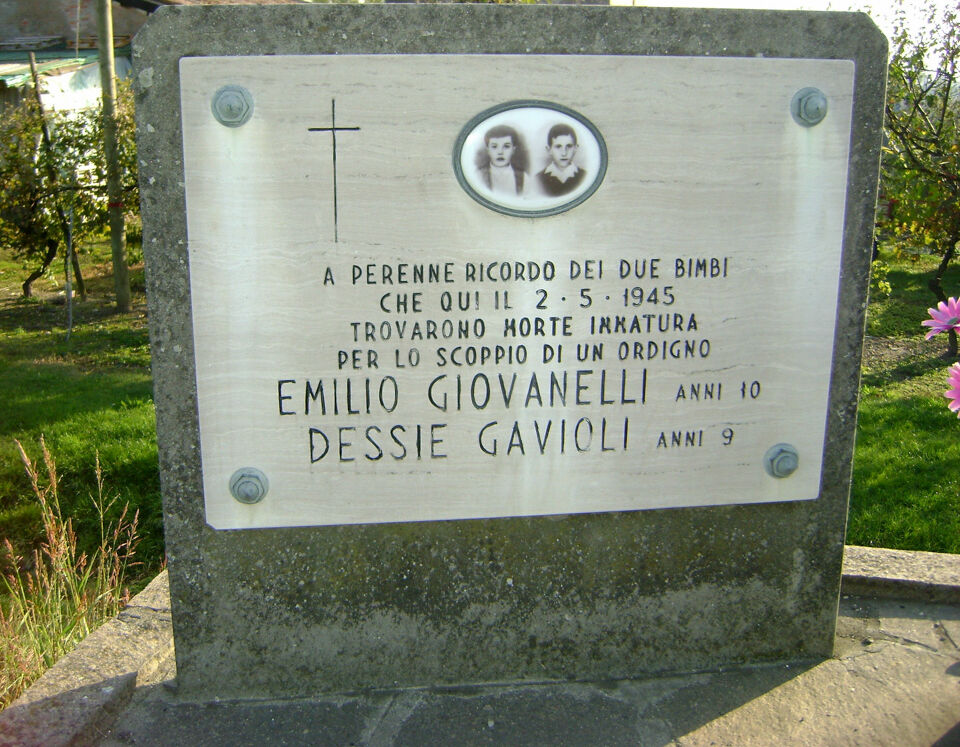 A PERENNE RICORDO DEI DUE BIMBI
CHE QUI IL 2·5·1945
TROVARONO MORTE IMMATURA
PER LO SCOPPIO DI UN ORDIGNO
EMILIO GIOVANELLI ANNI 10
DESSIE GAVIOLI ANNI 9